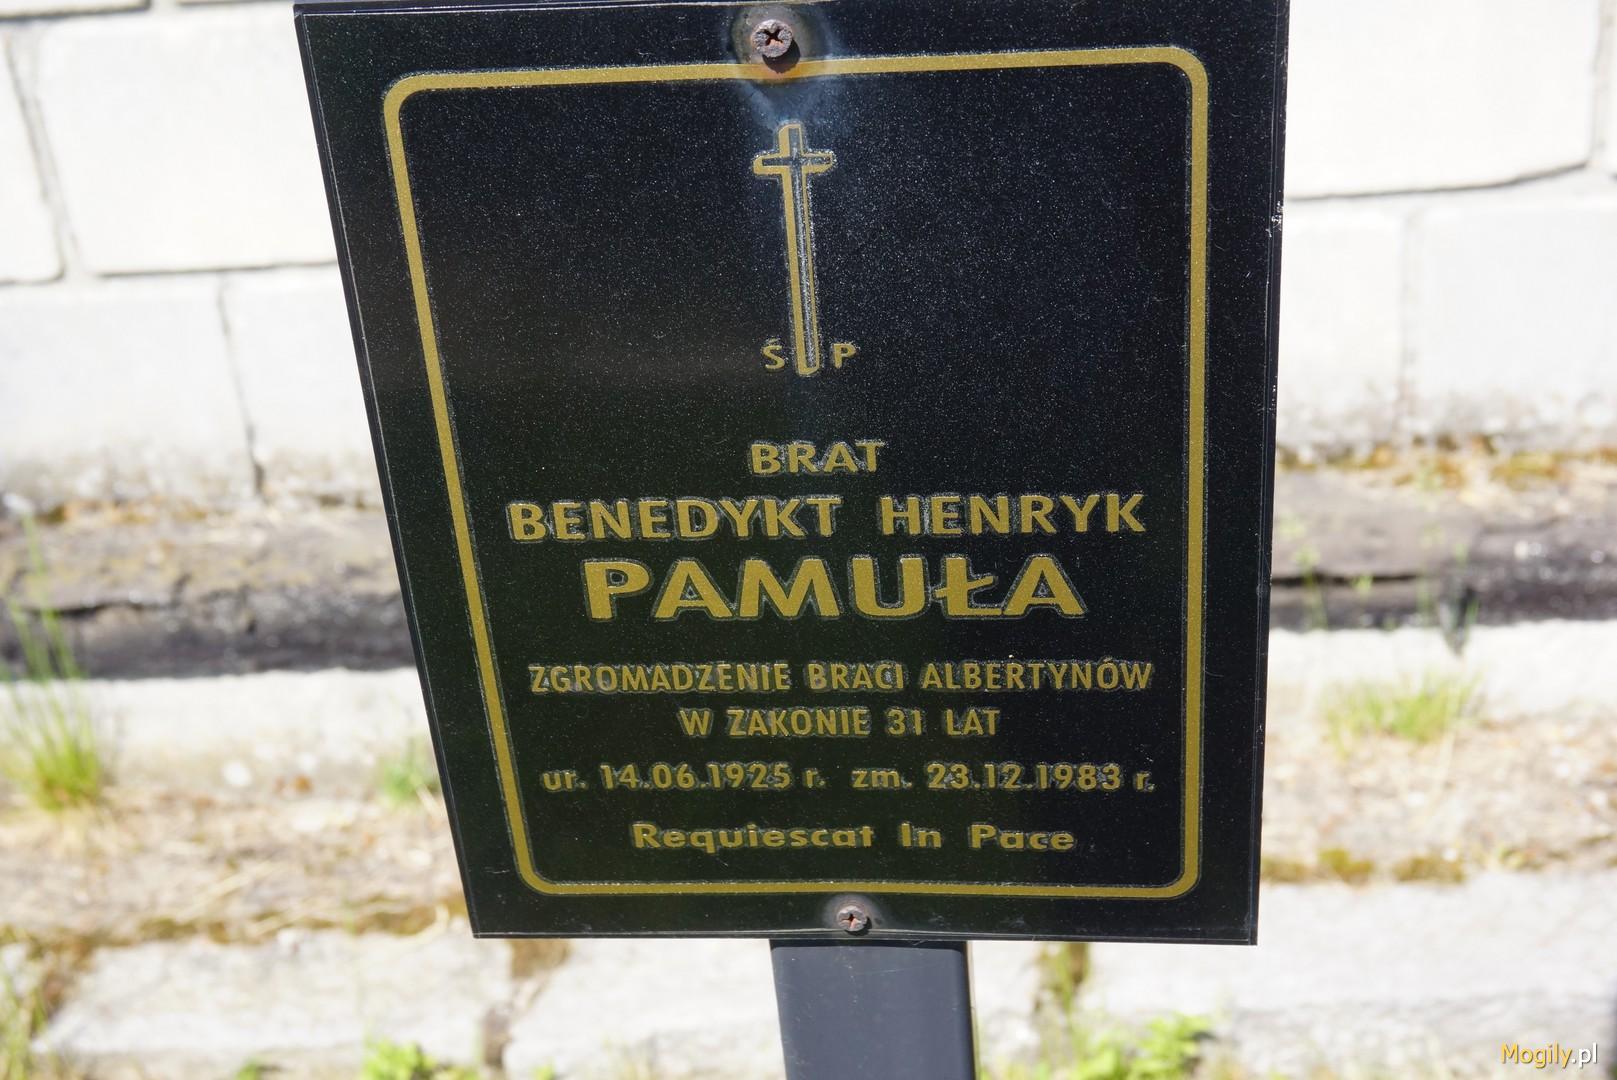 Ś P
BRAT
BENEDYKT HENRYK
PAMUŁA
ZGROMADZENIE BRACI ALBERTYNÓW
W ZAKONIE 31 LAT
ur. 14.06.1925 r. zm. 23.12.1983 r.
Requiescat In Pace
Mogily.pl